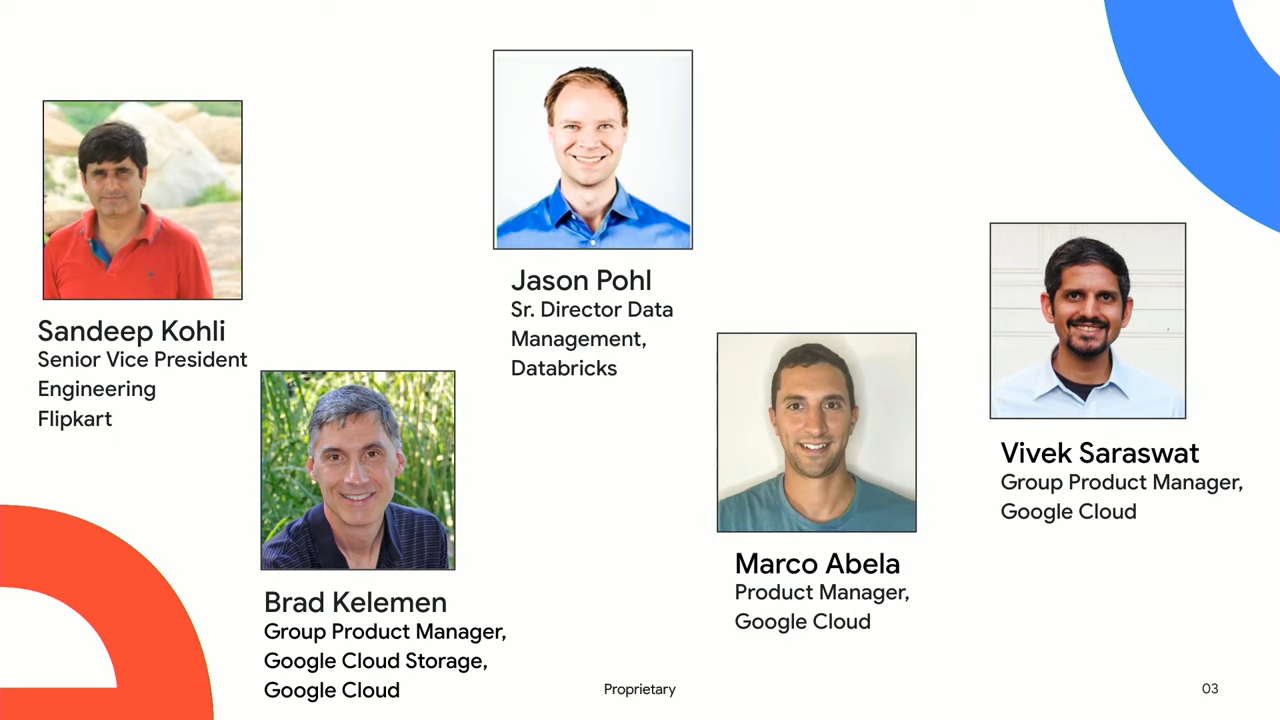 Sandeep Kohli
Senior Vice President
Engineering
Flipkart
Brad Kelemen
Group Product Manager,
Google Cloud Storage,
Google Cloud
Jason Pohl
Sr. Director Data
Management,
Databricks
Marco Abela
Product Manager,
Google Cloud
Vivek Saraswat
Group Product Manager,
Google Cloud
Proprietary
03